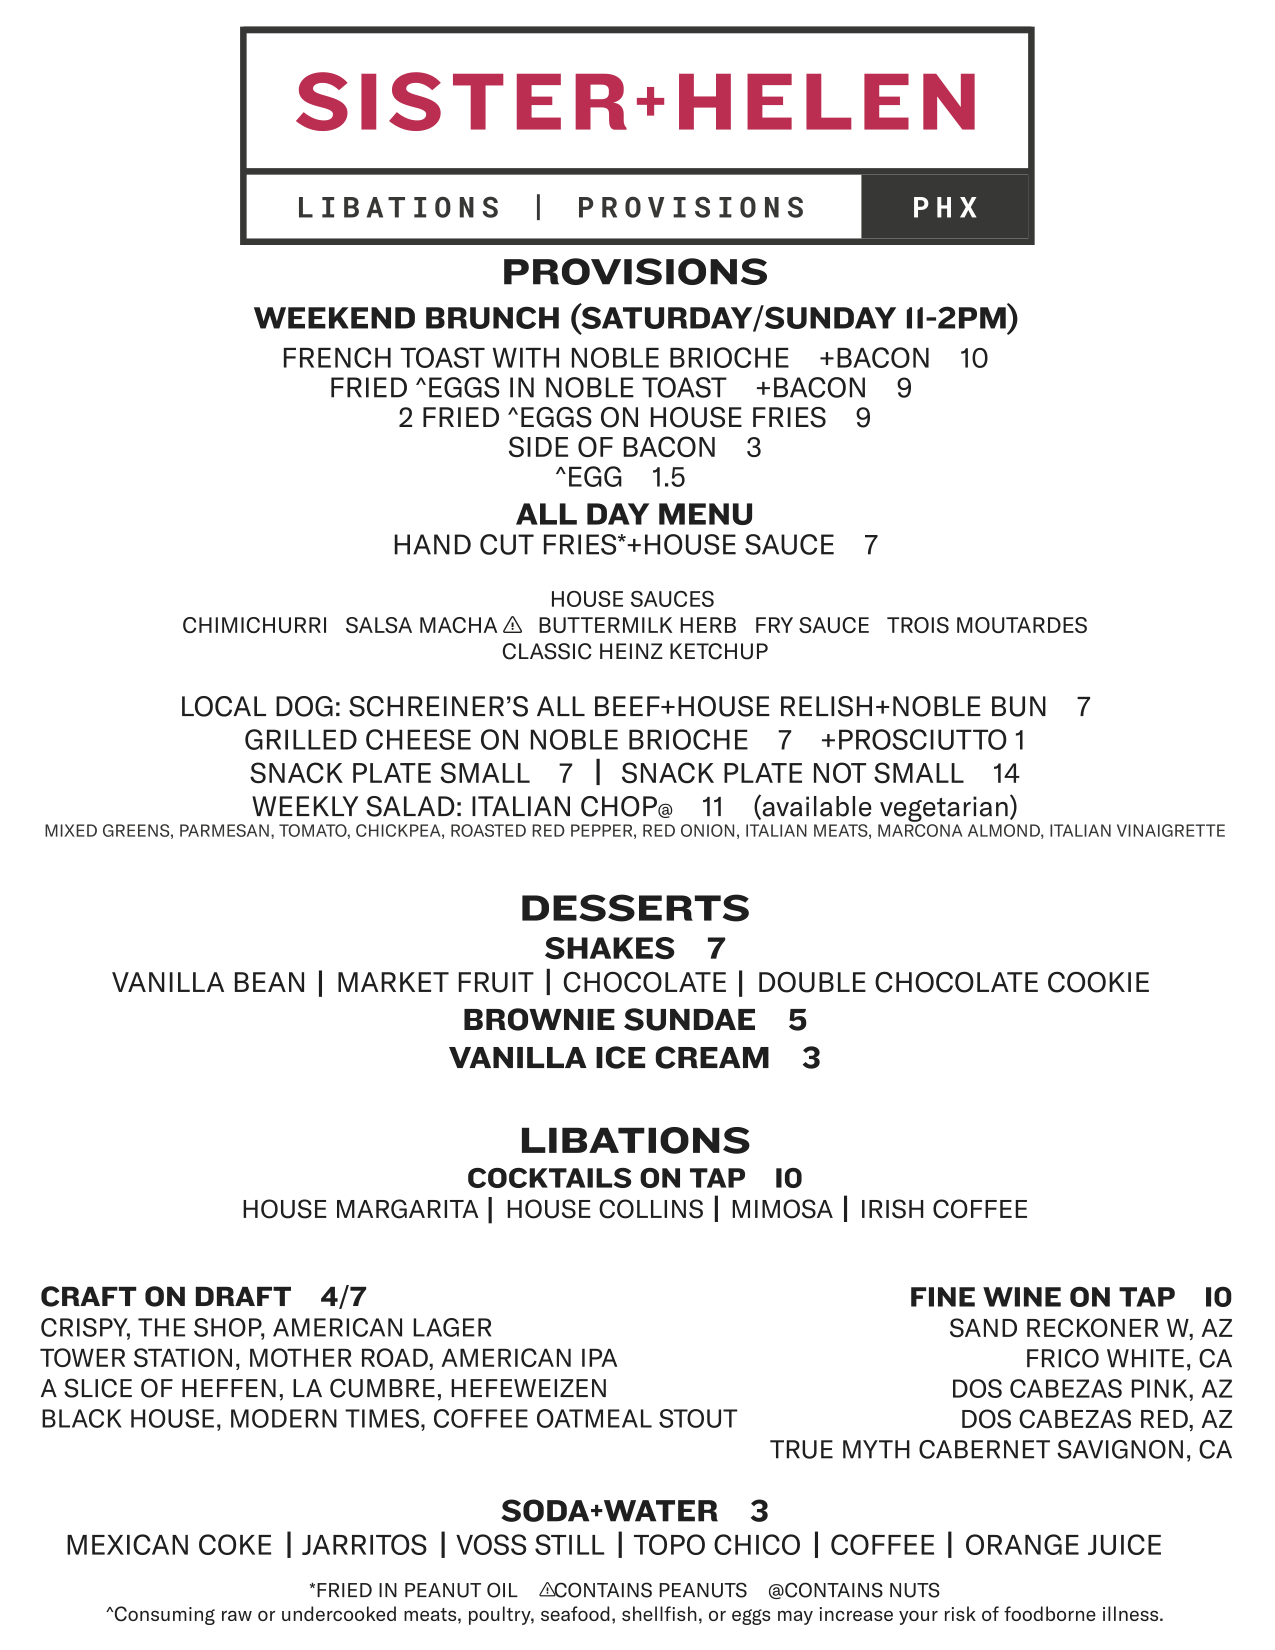 SISTER+HELEN
LIBATIONS | PROVISIONS PHX
PROVISIONS
WEEKEND BRUNCH (SATURDAY/SUNDAY 11-2PM)
FRENCH TOAST WITH NOBLE BRIOCHE +BACON 10
FRIED ^EGGS IN NOBLE TOAST +BACON 9
2 FRIED ^EGGS ON HOUSE FRIES 9
SIDE OF BACON 3
^EGG 1.5
ALL DAY MENU
HAND CUT FRIES*+HOUSE SAUCE 7
HOUSE SAUCES
CHIMICHURRI SALSA MACHA ⚠ BUTTERMILK HERB FRY SAUCE TROIS MOUTARDES
CLASSIC HEINZ KETCHUP
LOCAL DOG: SCHREINER’S ALL BEEF+HOUSE RELISH+NOBLE BUN 7
GRILLED CHEESE ON NOBLE BRIOCHE 7 +PROSCIUTTO 1
SNACK PLATE SMALL 7 | SNACK PLATE NOT SMALL 14
WEEKLY SALAD: ITALIAN CHOP@ 11 (available vegetarian)
MIXED GREENS, PARMESAN, TOMATO, CHICKPEA, ROASTED RED PEPPER, RED ONION, ITALIAN MEATS, MARCONA ALMOND, ITALIAN VINAIGRETTE
DESSERTS
SHAKES 7
VANILLA BEAN | MARKET FRUIT | CHOCOLATE | DOUBLE CHOCOLATE COOKIE
BROWNIE SUNDAE 5
VANILLA ICE CREAM 3
LIBATIONS
COCKTAILS ON TAP 10
HOUSE MARGARITA | HOUSE COLLINS | MIMOSA | IRISH COFFEE
CRAFT ON DRAFT 4/7
CRISPY, THE SHOP, AMERICAN LAGER
TOWER STATION, MOTHER ROAD, AMERICAN IPA
A SLICE OF HEFFEN, LA CUMBRE, HEFEWEIZEN
BLACK HOUSE, MODERN TIMES, COFFEE OATMEAL STOUT
FINE WINE ON TAP 10
SAND RECKONER W, AZ
FRICO WHITE, CA
DOS CABEZAS PINK, AZ
DOS CABEZAS RED, AZ
TRUE MYTH CABERNET SAVIGNON, CA
SODA+WATER 3
MEXICAN COKE | JARRITOS | VOSS STILL | TOPO CHICO | COFFEE | ORANGE JUICE
*FRIED IN PEANUT OIL ⚠CONTAINS PEANUTS @CONTAINS NUTS
^Consuming raw or undercooked meats, poultry, seafood, shellfish, or eggs may increase your risk of foodborne illness.